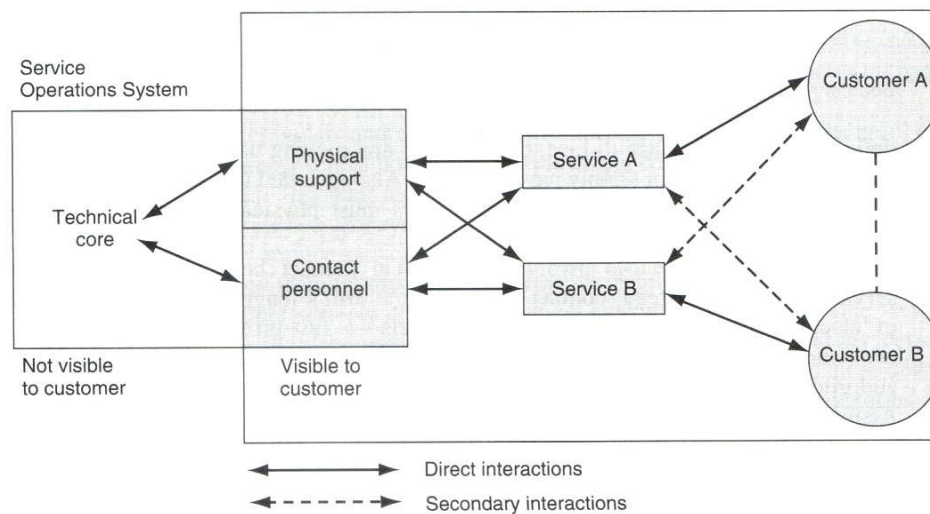 Service
Operations System
Customer A
Physical
support
Service A
Technical
core
Contact
personnel
Service B
Customer B
Not visible
to customer
Visible to
customer
Direct interactions
Secondary interactions